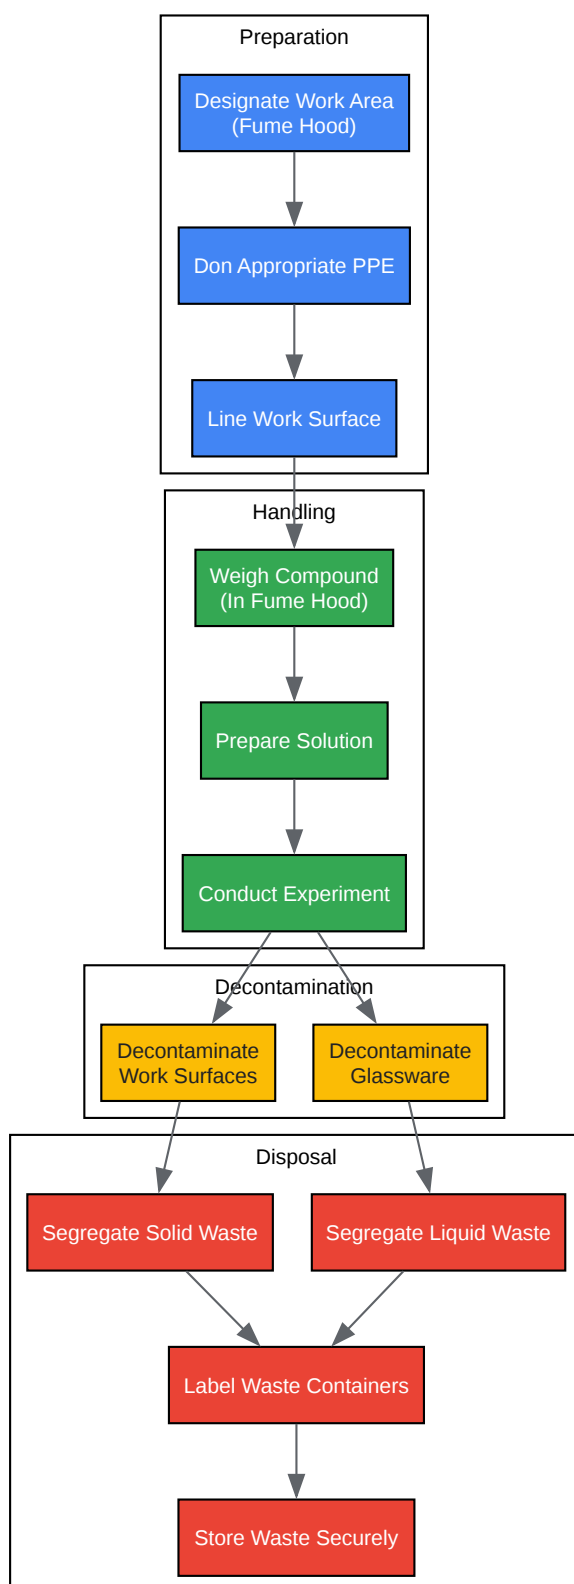 Preparation
Designate Work Area
(Fume Hood)
Don Appropriate PPE
Line Work Surface
Handling
Weigh Compound
(In Fume Hood)
Prepare Solution
Conduct Experiment
Decontamination
Decontaminate
Work Surfaces
Decontaminate
Glassware
Disposal
Segregate Solid Waste
Segregate Liquid Waste
Label Waste Containers
Store Waste Securely